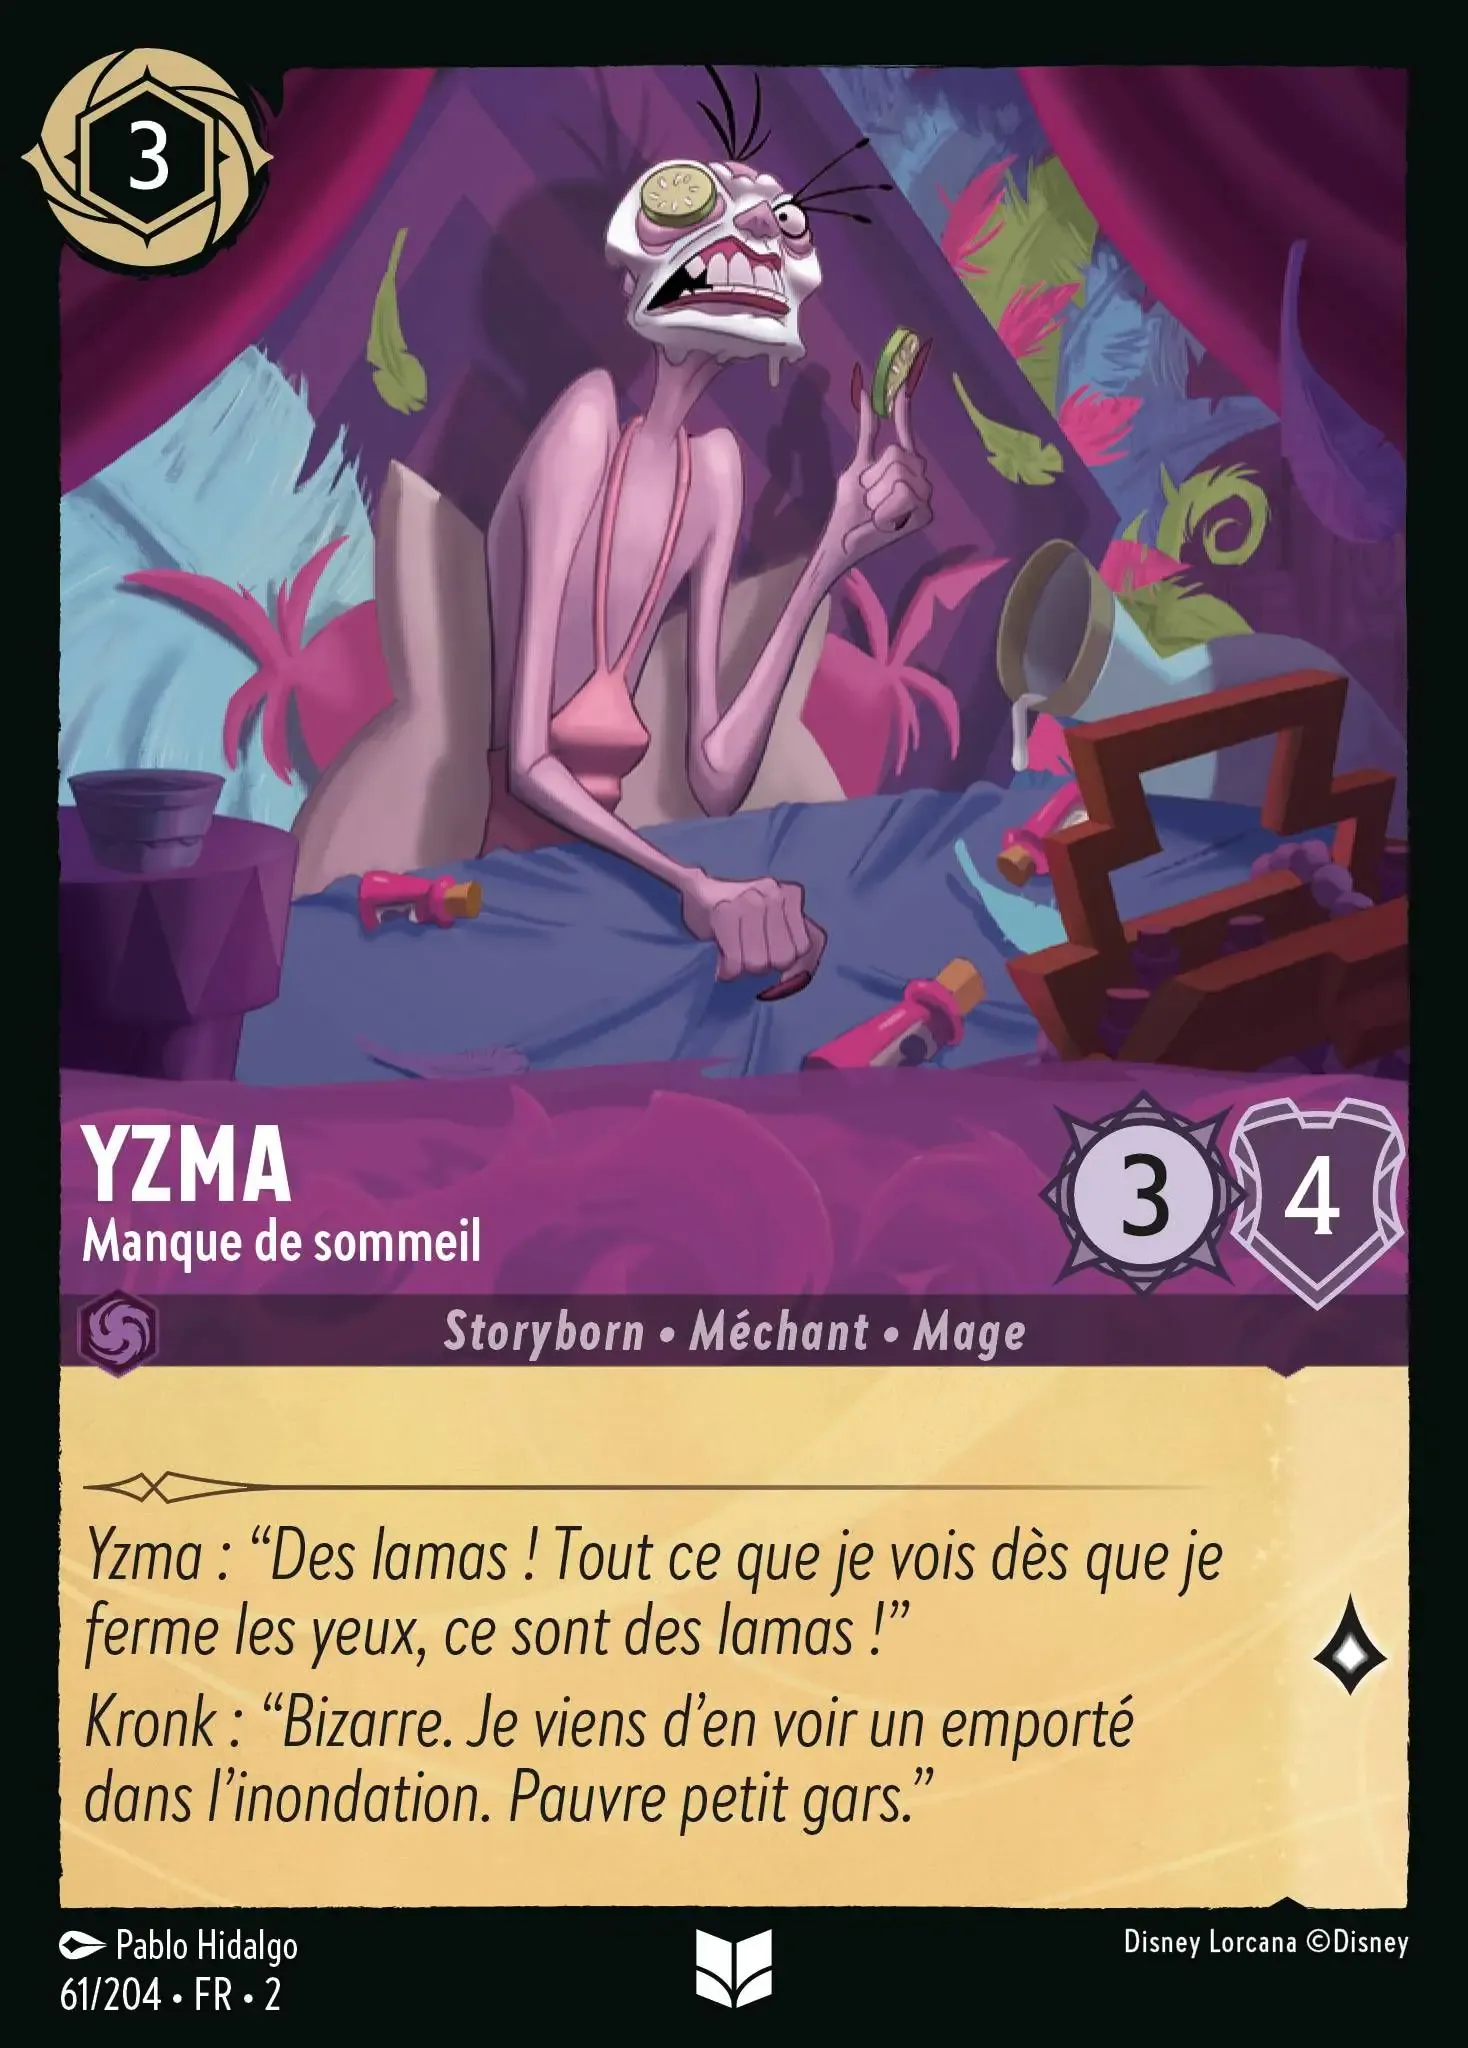 3
YZMA
Manque de sommeil
3
4
Storyborn • Méchant • Mage
Yzma : “Des lamas ! Tout ce que je vois dès que je
ferme les yeux, ce sont des lamas !”
Kronk : “Bizarre. Je viens d’en voir un emporté
dans l’inondation. Pauvre petit gars.”
Pablo Hidalgo
Disney Lorcana ©Disney
61/204 • FR • 2